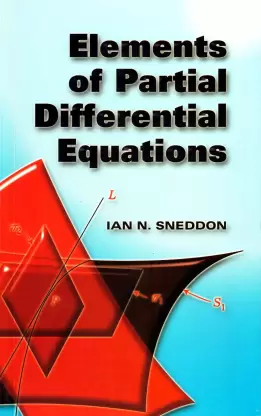 Elements
of Partial
Differential
Equations
L
IAN N. SNEDDON
P
S₁